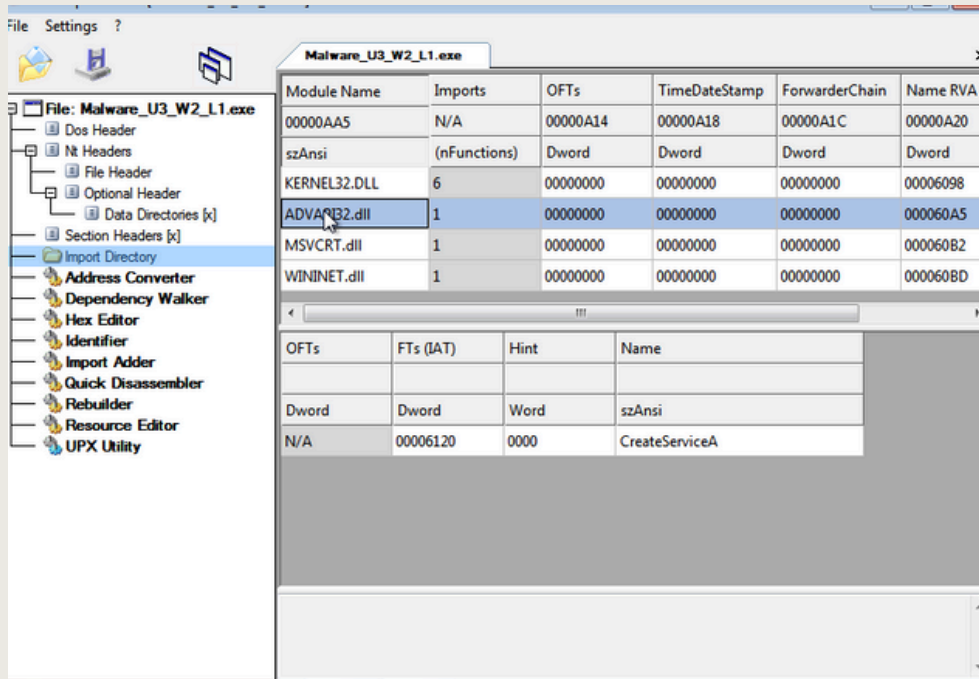 File Settings ?
Malware_U3_W2_L1.exe
File: Malware_U3_W2_L1.exe
Dos Header
Nt Headers
File Header
Optional Header
Data Directories [x]
Section Headers [x]
Import Directory
Address Converter
Dependency Walker
Hex Editor
Identifier
Import Adder
Quick Disassembler
Rebuilder
Resource Editor
UPX Utility
Module Name Imports OFTs TimeDateStamp ForwarderChain Name RVA
00000AA5 N/A 00000A14 00000A18 00000A1C 00000A20
szAnsi (nFunctions) Dword Dword Dword Dword
KERNEL32.DLL 6 00000000 00000000 00000000 00006098
ADVAPI32.dll 1 00000000 00000000 00000000 000060A5
MSVCRT.dll 1 00000000 00000000 00000000 000060B2
WININET.dll 1 00000000 00000000 00000000 000060BD
OFTs FTs (IAT) Hint Name
Dword Dword Word szAnsi
N/A 00006120 0000 CreateServiceA